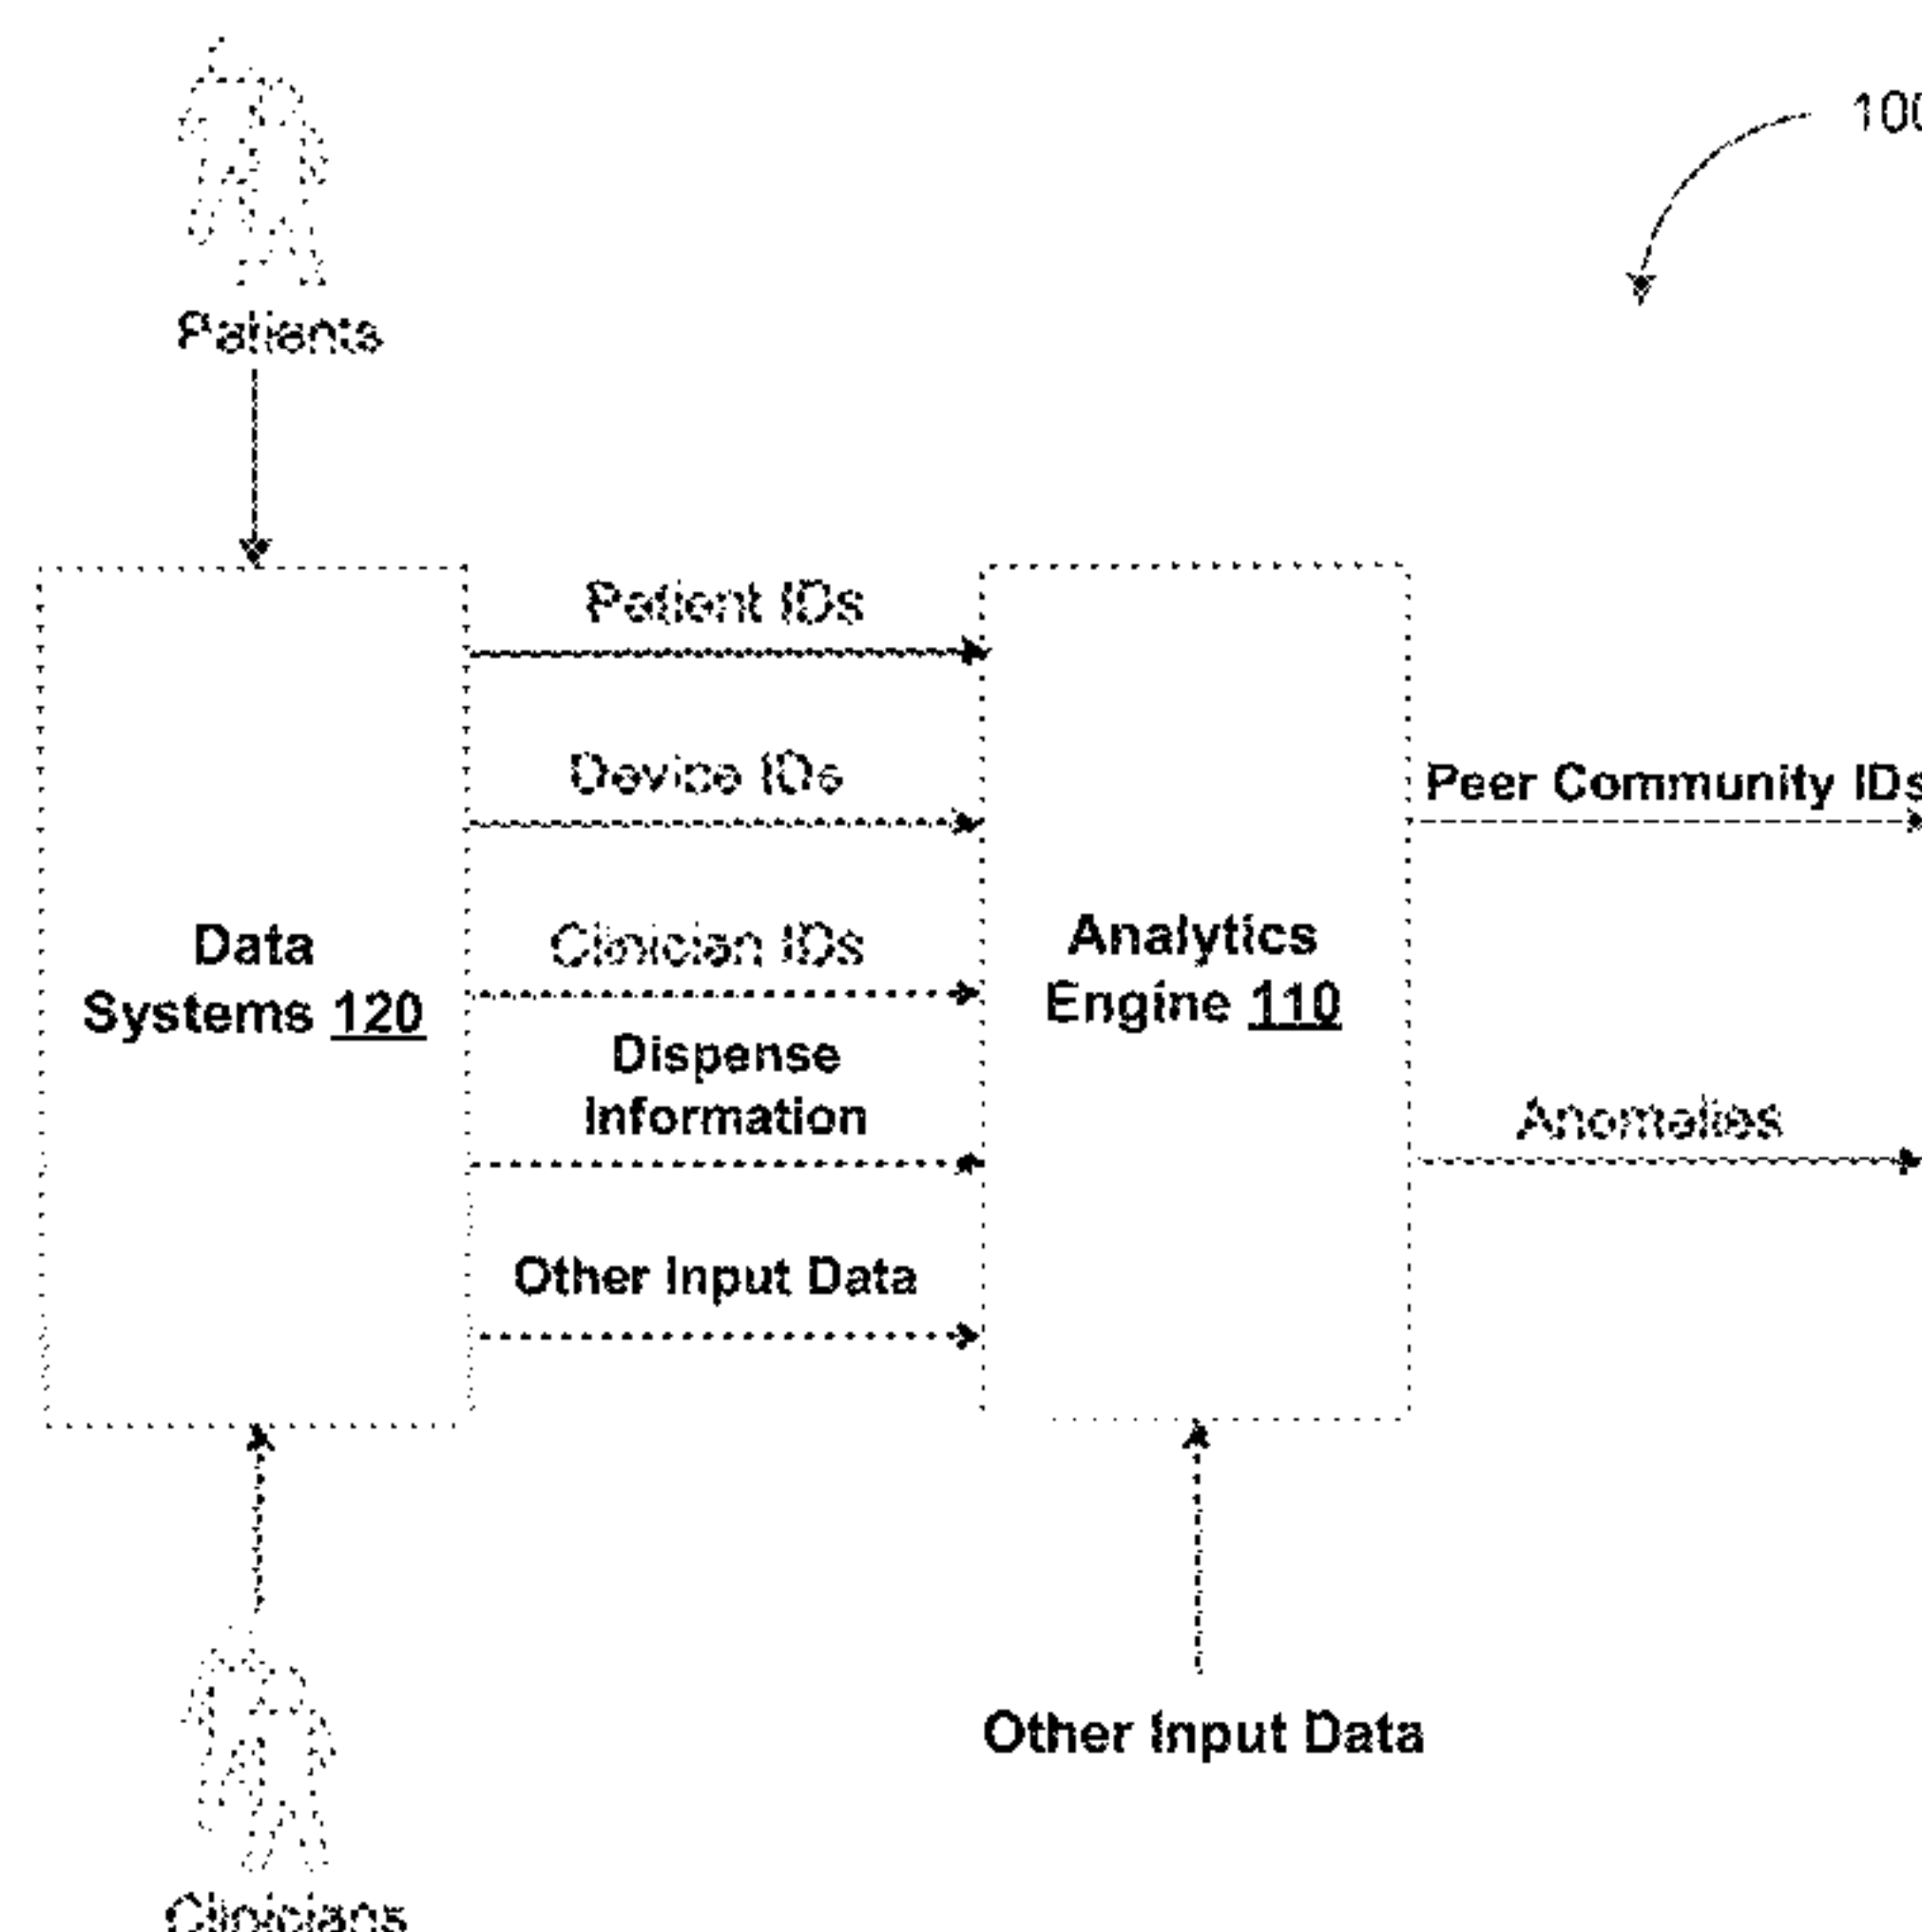 100
Patients
Patient IDs
Device IDs
Peer Community IDs
Data
Systems 120
Clinician IDs
Analytics
Engine 110
Dispense
Information
Anomalies
Other Input Data
Other Input Data
Clinicians